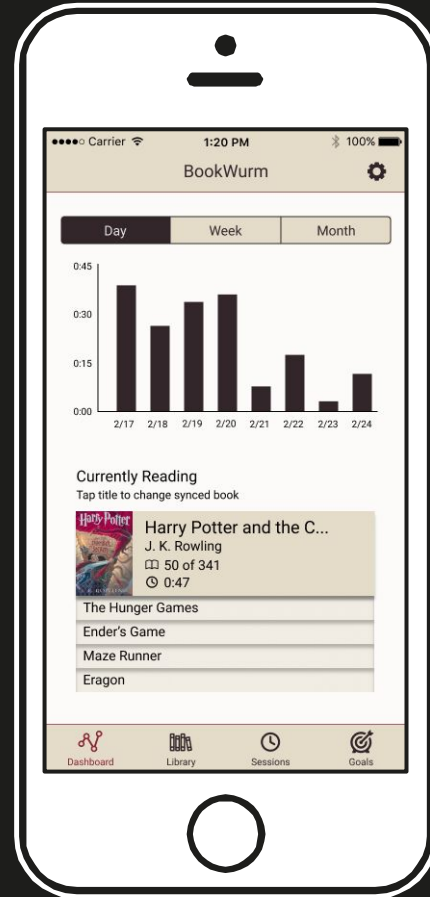 Carrier 1:20 PM 100%
BookWurm
Day Week Month
0:45
0:30
0:15
0:00
2/17 2/18 2/19 2/20 2/21 2/22 2/23 2/24
Currently Reading
Tap title to change synced book
Harry Potter
Harry Potter and the C...
J. K. Rowling
50 of 341
0:47
The Hunger Games
Ender's Game
Maze Runner
Eragon
Dashboard Library Sessions Goals